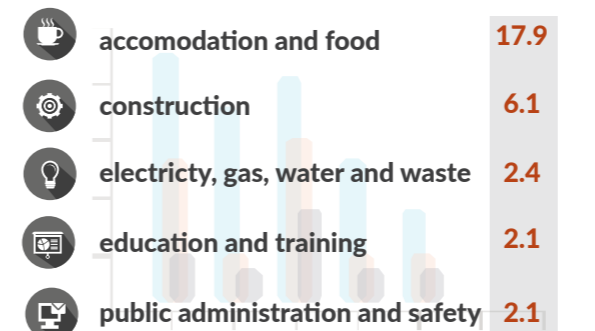 accomodation and food 17.9
construction 6.1
electricty, gas, water and waste 2.4
education and training 2.1
public administration and safety 2.1